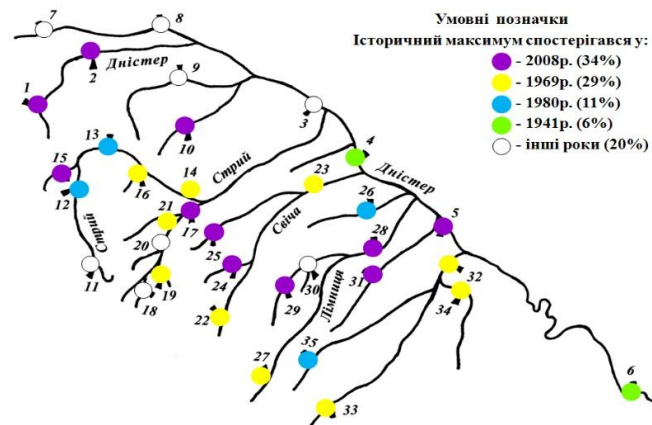 Умовні позначки
Історичний максимум спостерігався у:
- 2008р. (34%)
- 1969р. (29%)
- 1980р. (11%)
- 1941р. (6%)
- інші роки (20%)
7
8
Дністер
2
1
9
3
10
13
4
14
15
16
Стрий
Дністер
23
12
21
26
5
17
28
Стрий
20
Свіча
25
11
24
30
31
32
19
18
29
Лімниця
34
22
35
27
6
33